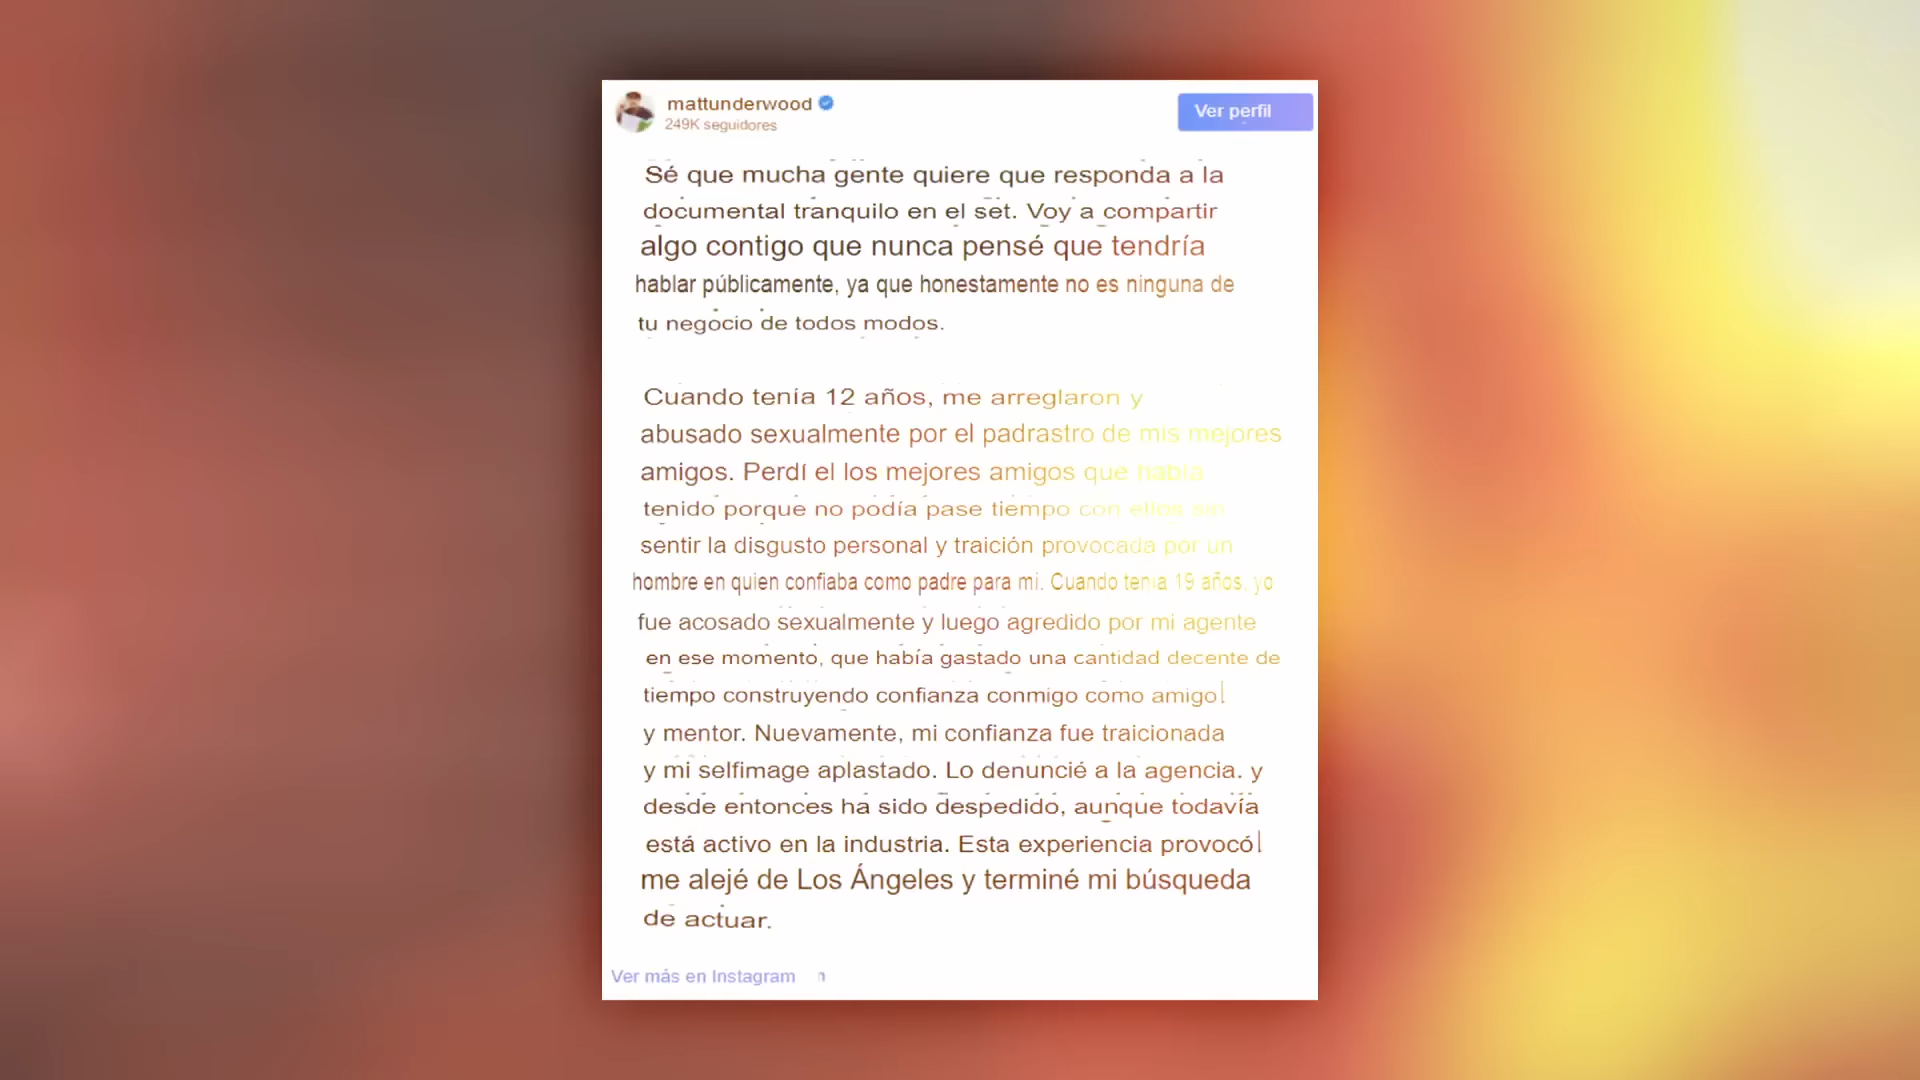 mattunderwood
249K seguidores
Ver perfil
Sé que mucha gente quiere que responda a la
documental tranquilo en el set. Voy a compartir
algo contigo que nunca pensé que tendría
hablar públicamente, ya que honestamente no es ninguna de
tu negocio de todos modos.
Cuando tenía 12 años, me arreglaron y
abusado sexualmente por el padrastro de mis mejores
amigos. Perdí el los mejores amigos que había
tenido porque no podía pase tiempo con ellos sin
sentir la disgusto personal y traición provocada por un
hombre en quien confiaba como padre para mi. Cuando tenía 19 años, yo
fue acosado sexualmente y luego agredido por mi agente
en ese momento, que había gastado una cantidad decente de
tiempo construyendo confianza conmigo como amigo
y mentor. Nuevamente, mi confianza fue traicionada
y mi selfimage aplastado. Lo denuncié a la agencia. y
desde entonces ha sido despedido, aunque todavía
está activo en la industria. Esta experiencia provocó
me alejé de Los Ángeles y terminé mi búsqueda
de actuar.
Ver más en Instagram